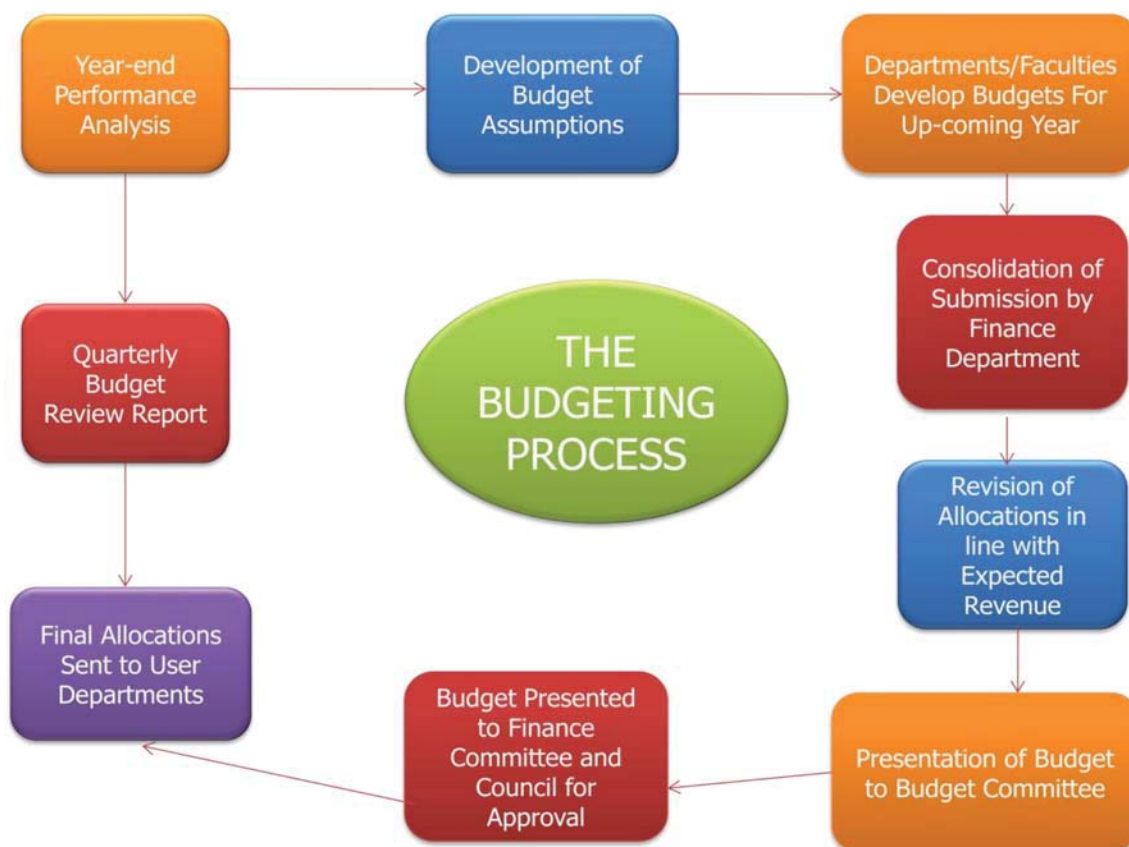 Year-end
Performance
Analysis
Development of
Budget
Assumptions
Departments/Faculties
Develop Budgets For
Up-coming Year
Consolidation of
Submission by
Finance
Department
Quarterly
Budget
Review Report
THE
BUDGETING
PROCESS
Revision of
Allocations in
line with
Expected
Revenue
Final Allocations
Sent to User
Departments
Budget Presented
to Finance
Committee and
Council for
Approval
Presentation of Budget
to Budget Committee